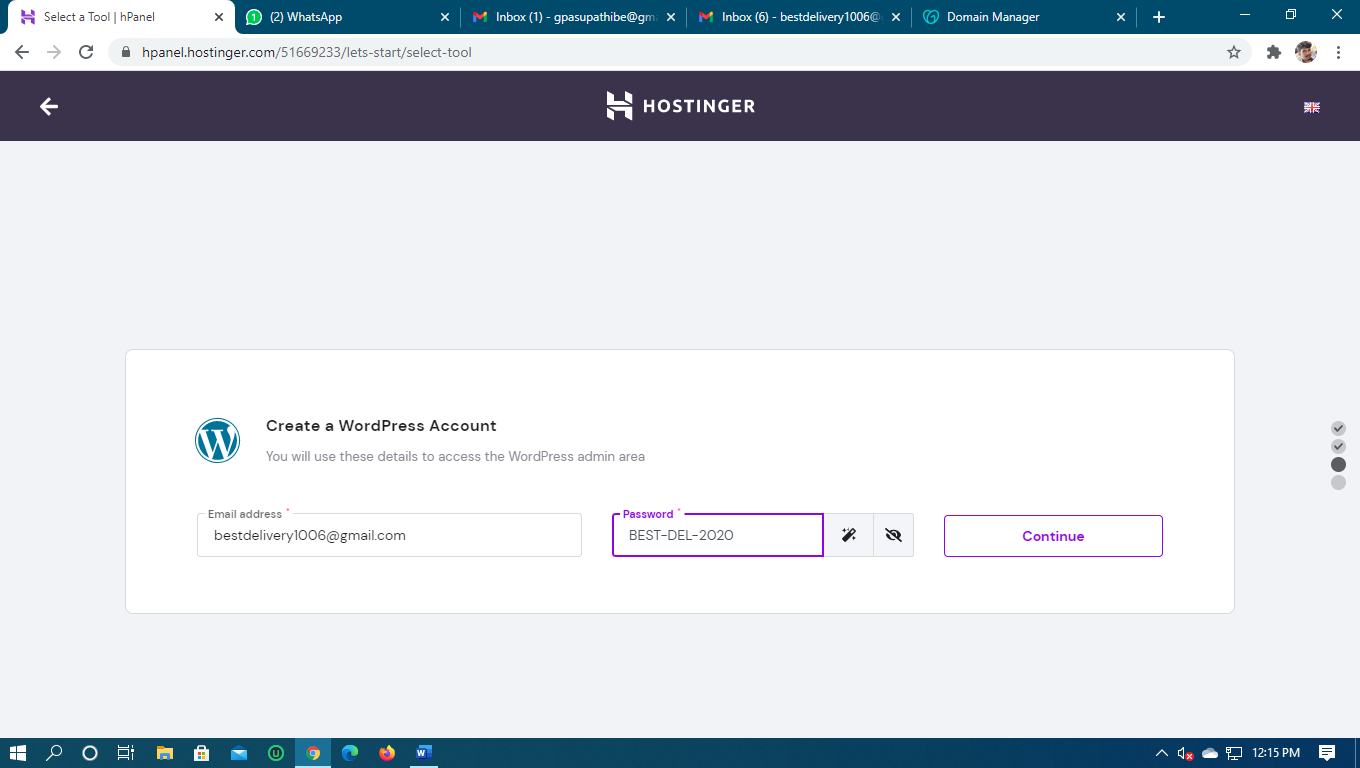 Select a Tool | hPanel
(2) WhatsApp
Inbox (1) - gpasupathibe@gma
Inbox (6) - bestdelivery1006@
Domain Manager
hpanel.hostinger.com/51669233/lets-start/select-tool
HOSTINGER
Create a WordPress Account
You will use these details to access the WordPress admin area
Email address *
Password *
bestdelivery1006@gmail.com
BEST-DEL-2020
Continue
12:15 PM